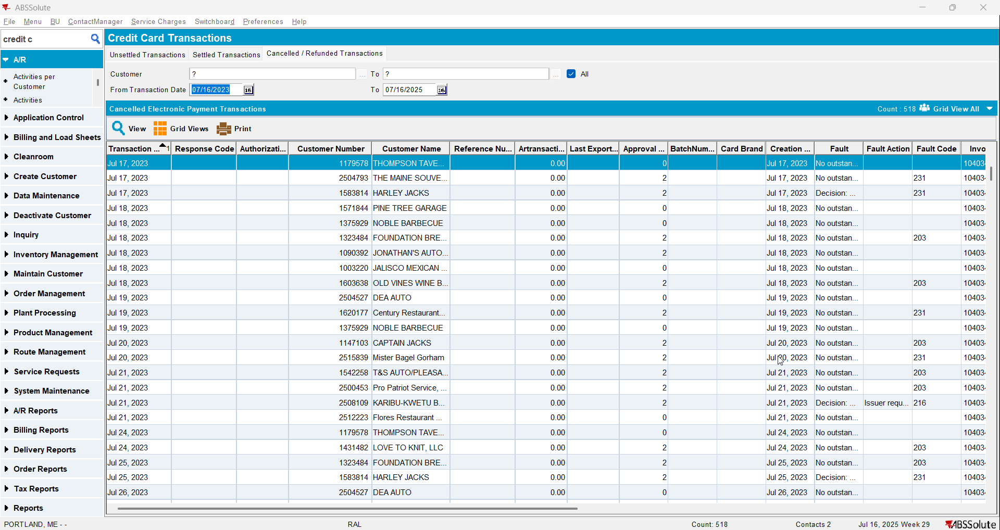 ABSSolute
File Menu BU ContactManager Service Charges Switchboard Preferences Help
credit c
Credit Card Transactions
A/R
Activities per
Customer
Activities
Application Control
Billing and Load Sheets
Cleanroom
Create Customer
Data Maintenance
Deactivate Customer
Inquiry
Inventory Management
Maintain Customer
Order Management
Plant Processing
Product Management
Route Management
Service Requests
System Maintenance
A/R Reports
Billing Reports
Delivery Reports
Order Reports
Tax Reports
Reports
Unsettled Transactions Settled Transactions Cancelled / Refunded Transactions
Customer ? ... To ? ... All
From Transaction Date 07/16/2023 16 To 07/16/2025 16
Cancelled Electronic Payment Transactions Count : 518 Grid View All
View Grid Views Print
Transaction ... 1 Response Code Authorizati... Customer Number Customer Name Reference Nu... Artransacti... Last Export... Approval ... BatchNum... Card Brand Creation ... Fault Fault Action Fault Code Invo
Jul 17, 2023 1179578 THOMPSON TAVE... 0.00 0 Jul 17, 2023 No outstan... 10403
Jul 17, 2023 2504793 THE MAINE SOUVE... 0.00 2 Jul 17, 2023 No outstan... 231 10403
Jul 17, 2023 1583814 HARLEY JACKS 0.00 2 Jul 17, 2023 Decision: ... 231 10403
Jul 18, 2023 1571844 PINE TREE GARAGE 0.00 0 Jul 18, 2023 No outstan... 10403
Jul 18, 2023 1375929 NOBLE BARBECUE 0.00 0 Jul 18, 2023 No outstan... 10403
Jul 18, 2023 1323484 FOUNDATION BRE... 0.00 2 Jul 18, 2023 No outstan... 203 10403
Jul 18, 2023 1090392 JONATHAN'S AUTO... 0.00 2 Jul 18, 2023 No outstan... 10403
Jul 18, 2023 1003220 JALISCO MEXICAN ... 0.00 0 Jul 18, 2023 No outstan... 10403
Jul 18, 2023 1603638 OLD VINES WINE B... 0.00 2 Jul 18, 2023 No outstan... 203 10403
Jul 19, 2023 2504527 DEA AUTO 0.00 0 Jul 19, 2023 No outstan... 10403
Jul 19, 2023 1620177 Century Restaurant... 0.00 2 Jul 19, 2023 No outstan... 231 10403
Jul 19, 2023 1375929 NOBLE BARBECUE 0.00 0 Jul 19, 2023 No outstan... 10403
Jul 20, 2023 1147103 CAPTAIN JACKS 0.00 2 Jul 20, 2023 No outstan... 203 10403
Jul 20, 2023 2515839 Mister Bagel Gorham 0.00 2 Jul 20, 2023 No outstan... 231 10403
Jul 21, 2023 1542258 T&S AUTO/PLEASA... 0.00 2 Jul 21, 2023 No outstan... 203 10403
Jul 21, 2023 2500453 Pro Patriot Service, ... 0.00 2 Jul 21, 2023 No outstan... 203 10403
Jul 21, 2023 2508109 KARIBU-KWETU B... 0.00 2 Jul 21, 2023 Decision: ... Issuer requ... 216 10403
Jul 21, 2023 2512223 Flores Restaurant ... 0.00 0 Jul 21, 2023 No outstan... 10403
Jul 24, 2023 1179578 THOMPSON TAVE... 0.00 0 Jul 24, 2023 No outstan... 10403
Jul 24, 2023 1431482 LOVE TO KNIT, LLC 0.00 2 Jul 24, 2023 No outstan... 203 10403
Jul 25, 2023 1323484 FOUNDATION BRE... 0.00 2 Jul 25, 2023 No outstan... 203 10403
Jul 25, 2023 1583814 HARLEY JACKS 0.00 2 Jul 25, 2023 Decision: ... 231 10403
Jul 26, 2023 2504527 DEA AUTO 0.00 0 Jul 26, 2023 No outstan... 10403
PORTLAND, ME - - RAL Count: 518 Contacts 2 Jul 16, 2025 Week 29 ABSSolute